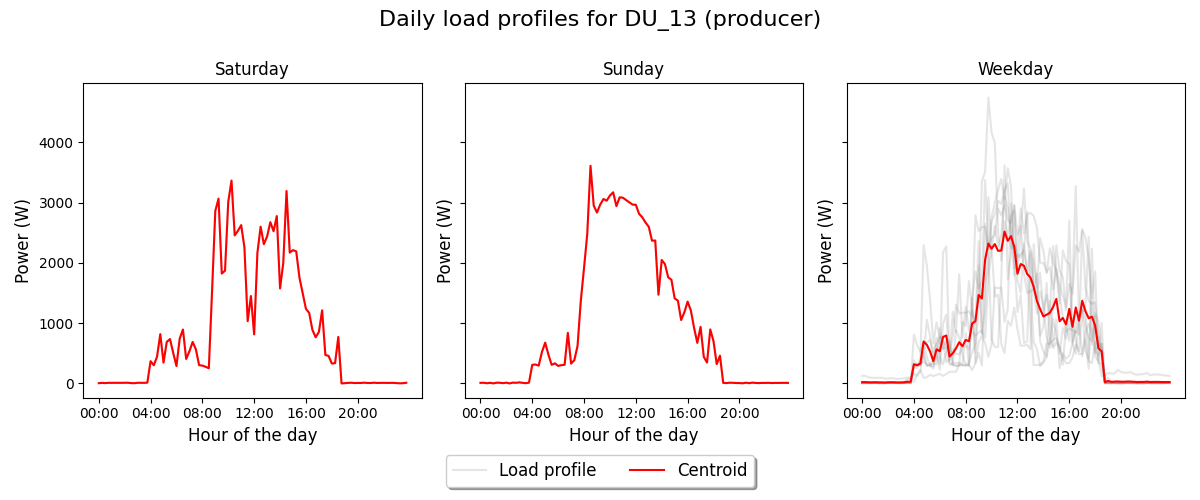 Daily load profiles for DU_13 (producer)
Saturday
Sunday
Weekday
Power (W)
4000
3000
2000
1000
0
00:00 04:00 08:00 12:00 16:00 20:00
Hour of the day
Power (W)
00:00 04:00 08:00 12:00 16:00 20:00
Hour of the day
Power (W)
00:00 04:00 08:00 12:00 16:00 20:00
Hour of the day
Load profile
Centroid